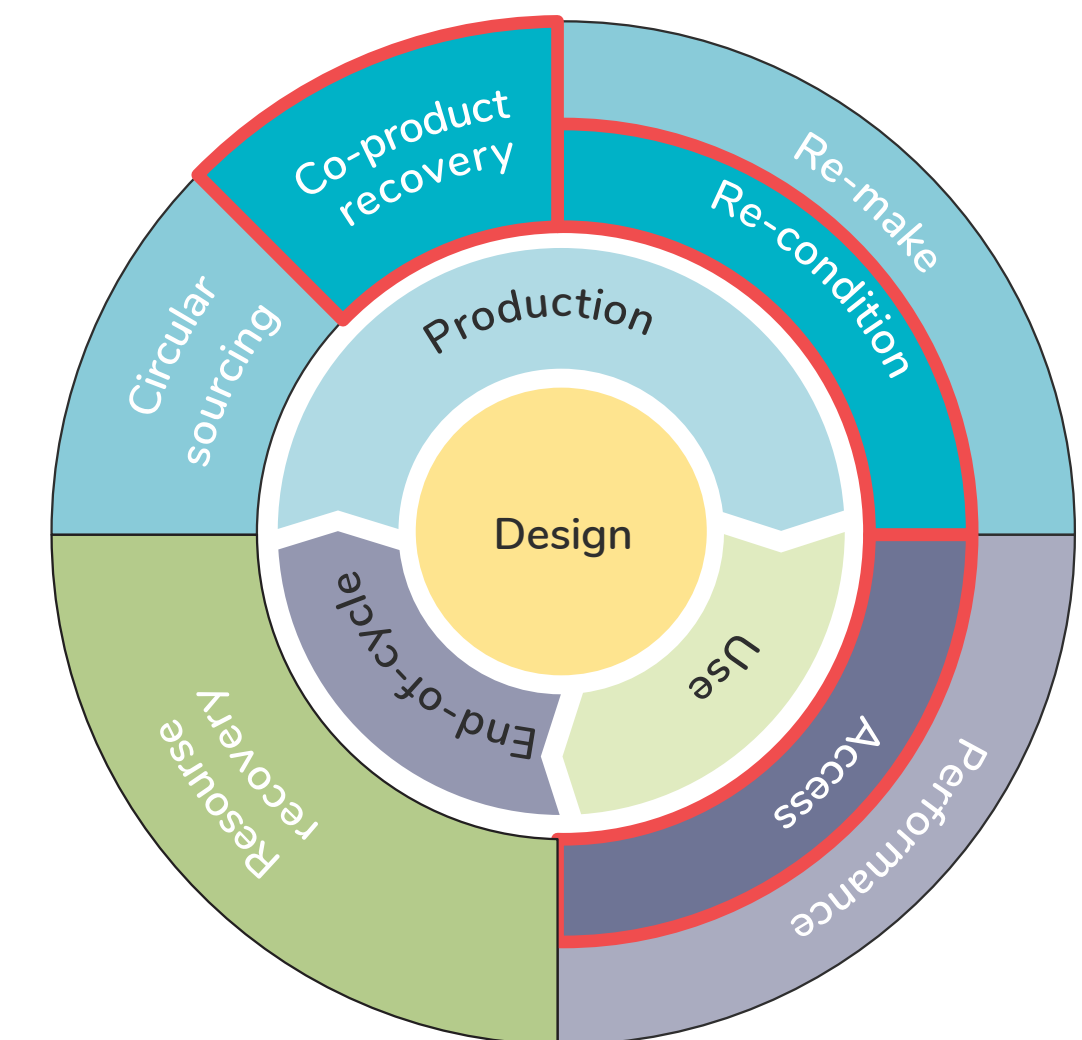 Co-product
recovery
Re-make
Re-condition
Circular
sourcing
Production
Design
End-of-cycle
Use
Access
Performance
Resourse
recovery